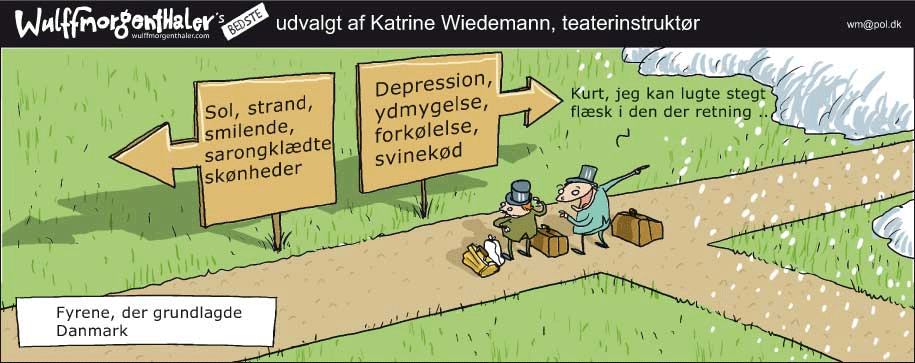 Wulffmorgenthaler's BEDSTE udvalgt af Katrine Wiedemann, teaterinstruktør
wulffmorgenthaler.com
wm@pol.dk
Sol, strand,
smilende,
sarongklædte
skønheder
Depression,
ydmygelse,
forkølelse,
svinekød
Kurt, jeg kan lugte stegt
flæsk i den der retning ..
Fyrene, der grundlagde
Danmark